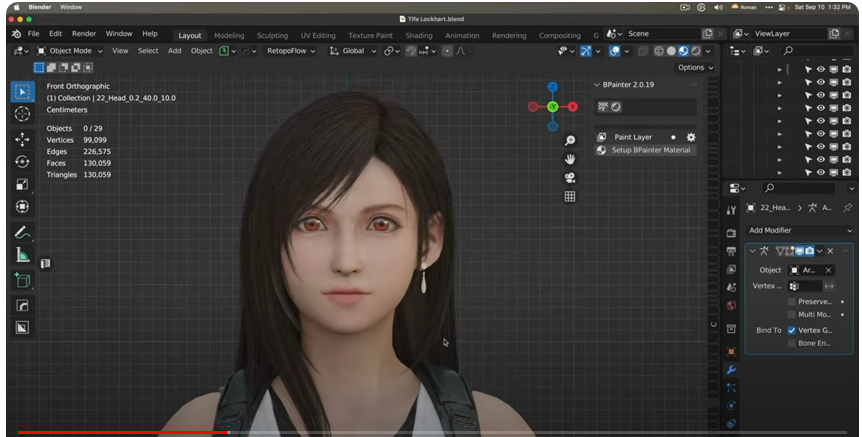 Blender Window
Roman Sat Sep 10 1:32 PM
Tifa Lockhart.blend
File Edit Render Window Help Layout Modeling Sculpting UV Editing Texture Paint Shading Animation Rendering Compositing G Scene ViewLayer
Object Mode View Select Add Object RetopoFlow Global
Options
Front Orthographic
(1) Collection | 22_Head_0.2_40.0_10.0
Centimeters
Objects 0 / 29
Vertices 99,099
Edges 226,575
Faces 130,059
Triangles 130,059
Z
Y
X
BPainter 2.0.19
Paint Layer
Setup BPainter Material
22_Hea... > A...
Add Modifier
Object Ar...
Vertex ...
Preserve...
Multi Mo...
Bind To Vertex G...
Bone En...